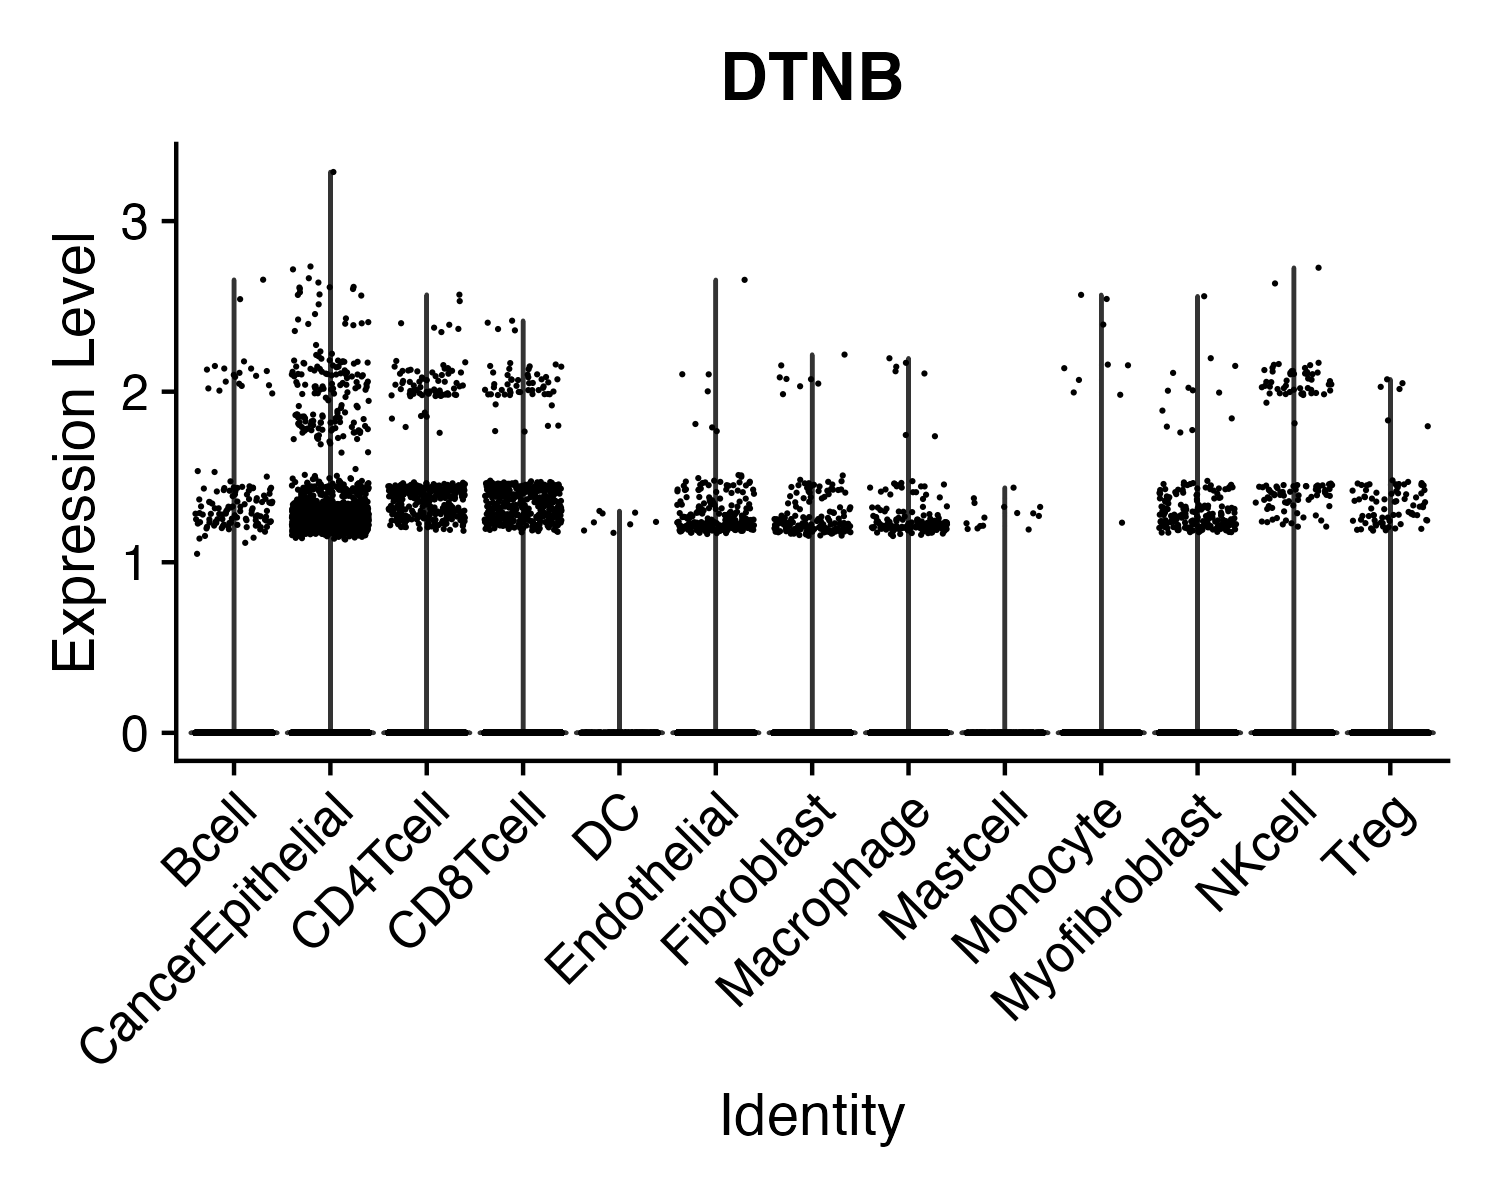 DTNB
Expression Level
3
2
1
0
Bcell
CancerEpithelial
CD4Tcell
CD8Tcell
DC
Endothelial
Fibroblast
Macrophage
Mastcell
Monocyte
Myofibroblast
NKcell
Treg
Identity